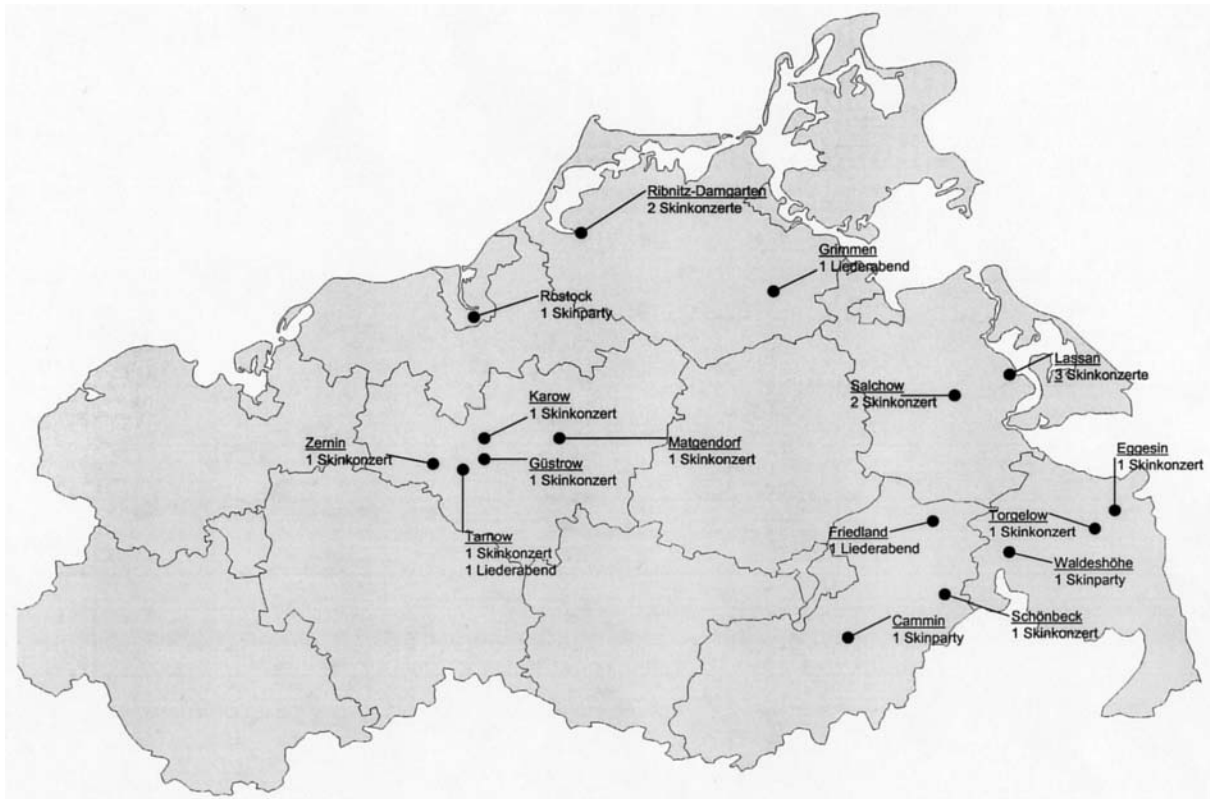 Ribnitz-Damgarten
2 Skinkonzerte
Grimmen
1 Liederabend
Rostock
1 Skinparty
Lassan
3 Skinkonzerte
Salchow
2 Skinkonzert
Karow
1 Skinkonzert
Zernin
1 Skinkonzert
Güstrow
1 Skinkonzert
Matgendorf
1 Skinkonzert
Eggesin
1 Skinkonzert
Tarnow
1 Skinkonzert
1 Liederabend
Friedland
1 Liederabend
Torgelow
1 Skinkonzert
Waldeshöhe
1 Skinparty
Cammin
1 Skinparty
Schönbeck
1 Skinkonzert